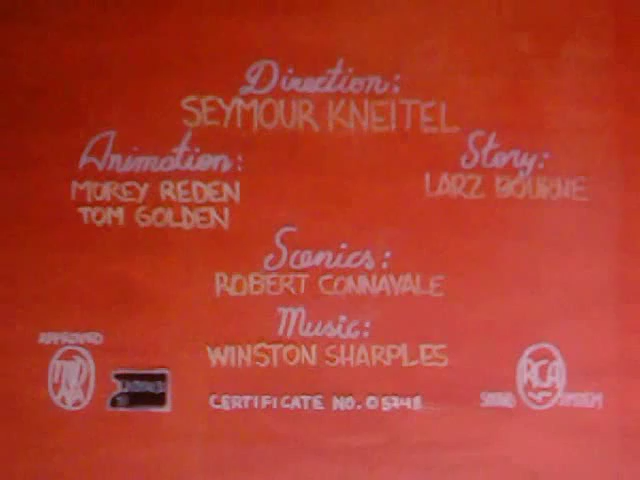 Direction:
SEYMOUR KNEITEL
Animation:
MOREY REDEN
TOM GOLDEN
Story:
LARZ BOURNE
Scenics:
ROBERT CONNAVALE
Music:
WINSTON SHARPLES
APPROVED
CERTIFICATE NO.
RCA
SOUND SYSTEM